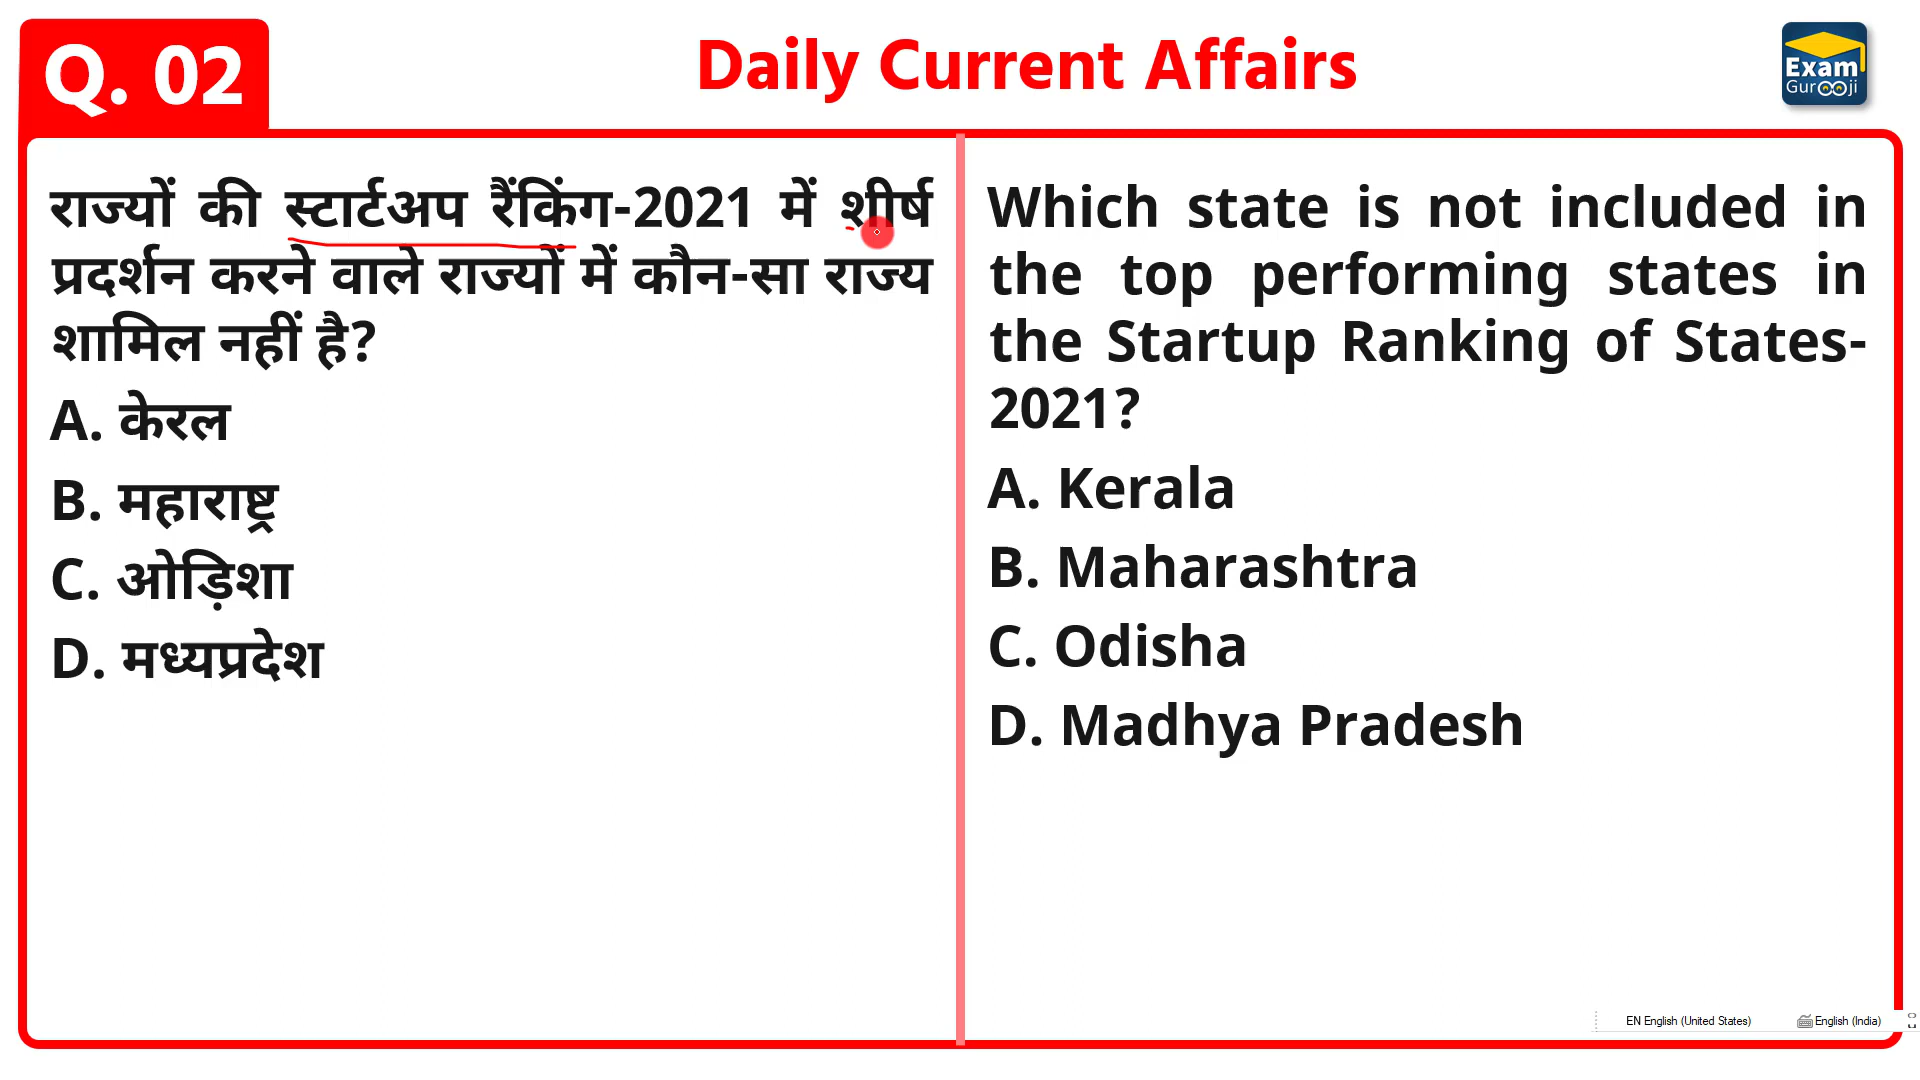 Q. 02
Daily Current Affairs
Exam
Gurooji
राज्यों की स्टार्टअप रैंकिंग-2021 में शीर्ष
प्रदर्शन करने वाले राज्यों में कौन-सा राज्य
शामिल नहीं है?
A. केरल
B. महाराष्ट्र
C. ओड़िशा
D. मध्यप्रदेश
Which state is not included in
the top performing states in
the Startup Ranking of States-
2021?
A. Kerala
B. Maharashtra
C. Odisha
D. Madhya Pradesh
EN English (United States) English (India)